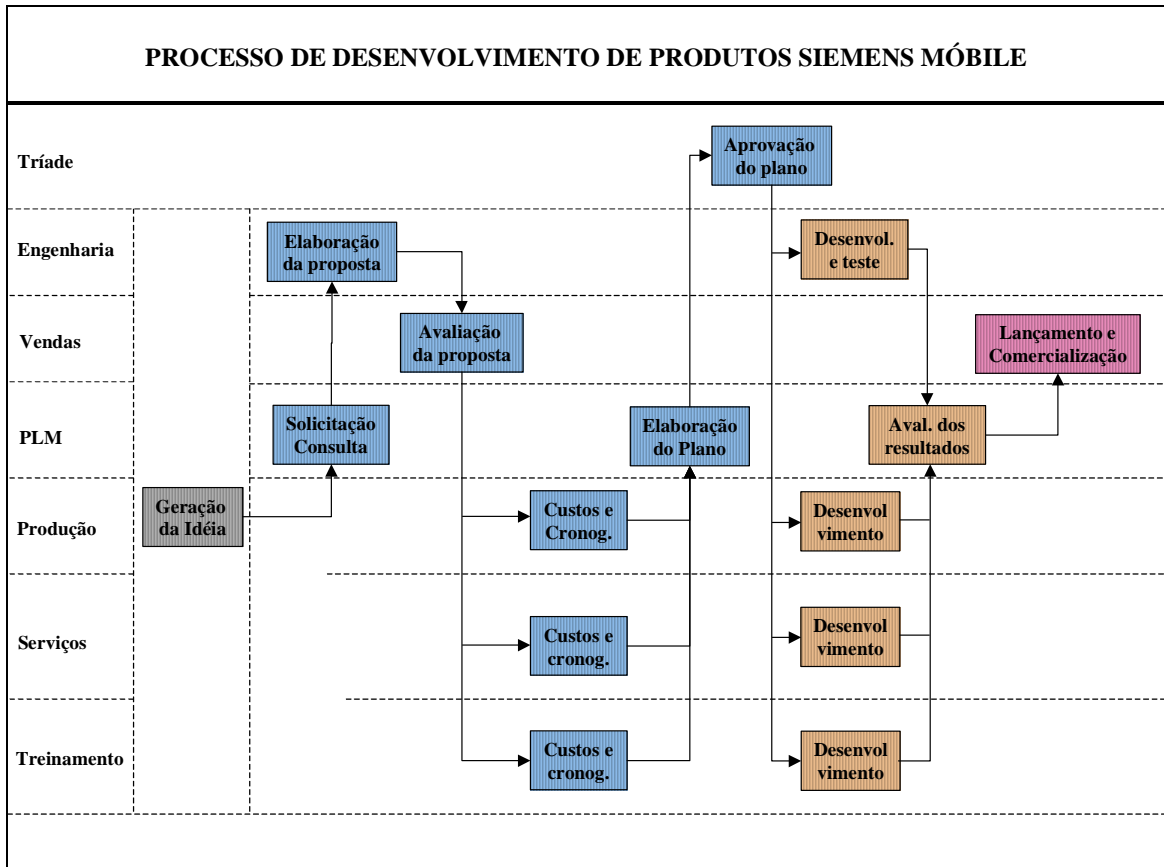 PROCESSO DE DESENVOLVIMENTO DE PRODUTOS SIEMENS MÓBILE
Tríade
Aprovação
do plano
Engenharia
Elaboração
da proposta
Desenvol.
e teste
Vendas
Avaliação
da proposta
Lançamento e
Comercialização
PLM
Solicitação
Consulta
Elaboração
do Plano
Aval. dos
resultados
Produção
Geração
da Idéia
Custos e
Cronog.
Desenvol
vimento
Serviços
Custos e
cronog.
Desenvol
vimento
Treinamento
Custos e
cronog.
Desenvol
vimento